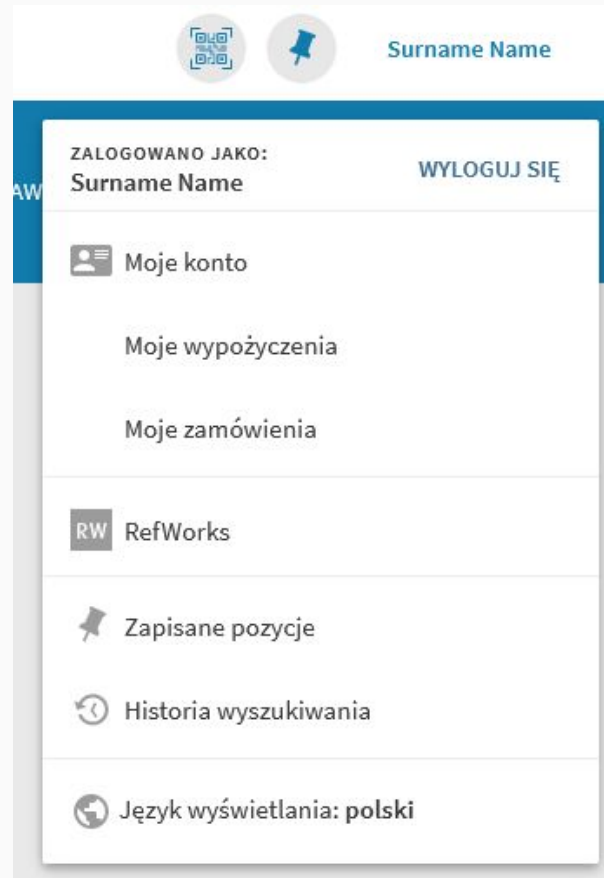 Surname Name
ZALOGOWANO JAKO:
Surname Name
WYLOGUJ SIĘ
AW
Moje konto
Moje wypożyczenia
Moje zamówienia
RW RefWorks
Zapisane pozycje
Historia wyszukiwania
Język wyświetlania: polski